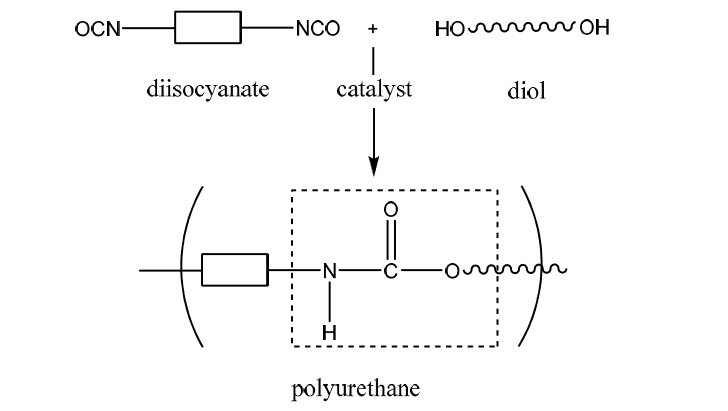 OCN NCO + HO OH
diisocyanate catalyst diol
O
N C O
H
polyurethane